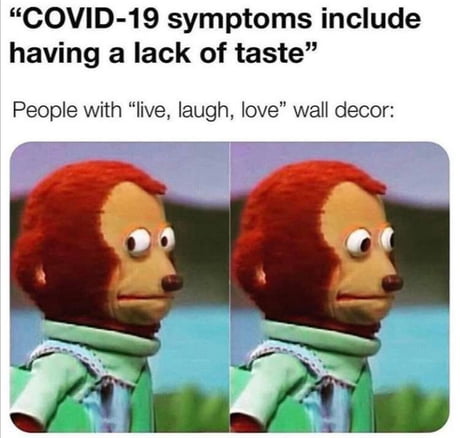 “COVID-19 symptoms include
having a lack of taste”
People with “live, laugh, love” wall decor: